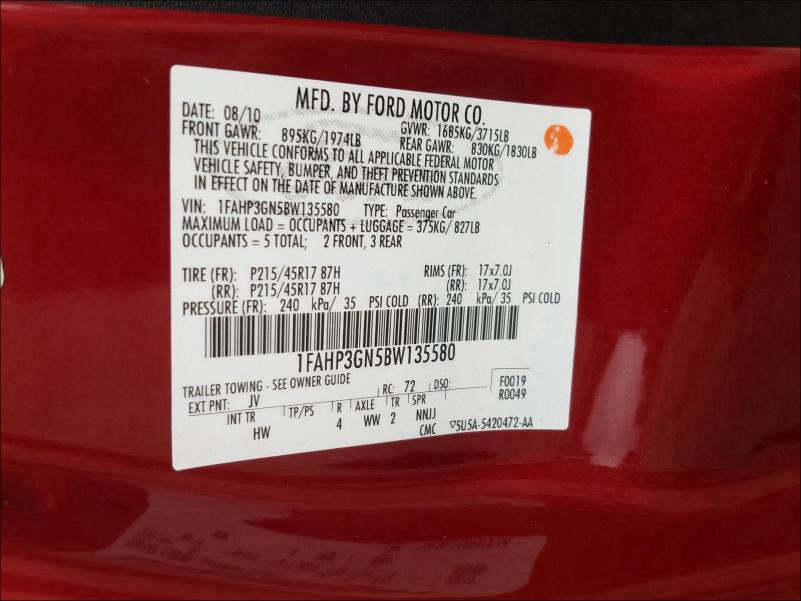 MFD. BY FORD MOTOR CO.
DATE: 08/10 GVWR: 1685KG/3715LB
FRONT GAWR: 895KG/1974LB REAR GAWR: 830KG/1830LB
THIS VEHICLE CONFORMS TO ALL APPLICABLE FEDERAL MOTOR
VEHICLE SAFETY, BUMPER, AND THEFT PREVENTION STANDARDS
IN EFFECT ON THE DATE OF MANUFACTURE SHOWN ABOVE.
VIN: 1FAHP3GN5BW135580 TYPE: Passenger Car
MAXIMUM LOAD = OCCUPANTS + LUGGAGE = 375KG/ 827LB
OCCUPANTS = 5 TOTAL; 2 FRONT, 3 REAR
TIRE (FR): P215/45R17 87H RIMS (FR): 17x7.0J
(RR): P215/45R17 87H (RR): 17x7.0J
PRESSURE (FR): 240 kPa/ 35 PSI COLD (RR): 240 kPa/35 PSI COLD
1FAHP3GN5BW135580
TRAILER TOWING - SEE OWNER GUIDE
EXT PNT: JV RC: 72 DSO: F0019
R0049
INT TR TP/PS R AXLE TR SPR
HW 4 WW 2 NNJJ
CMC ▽5U5A-5420472-AA